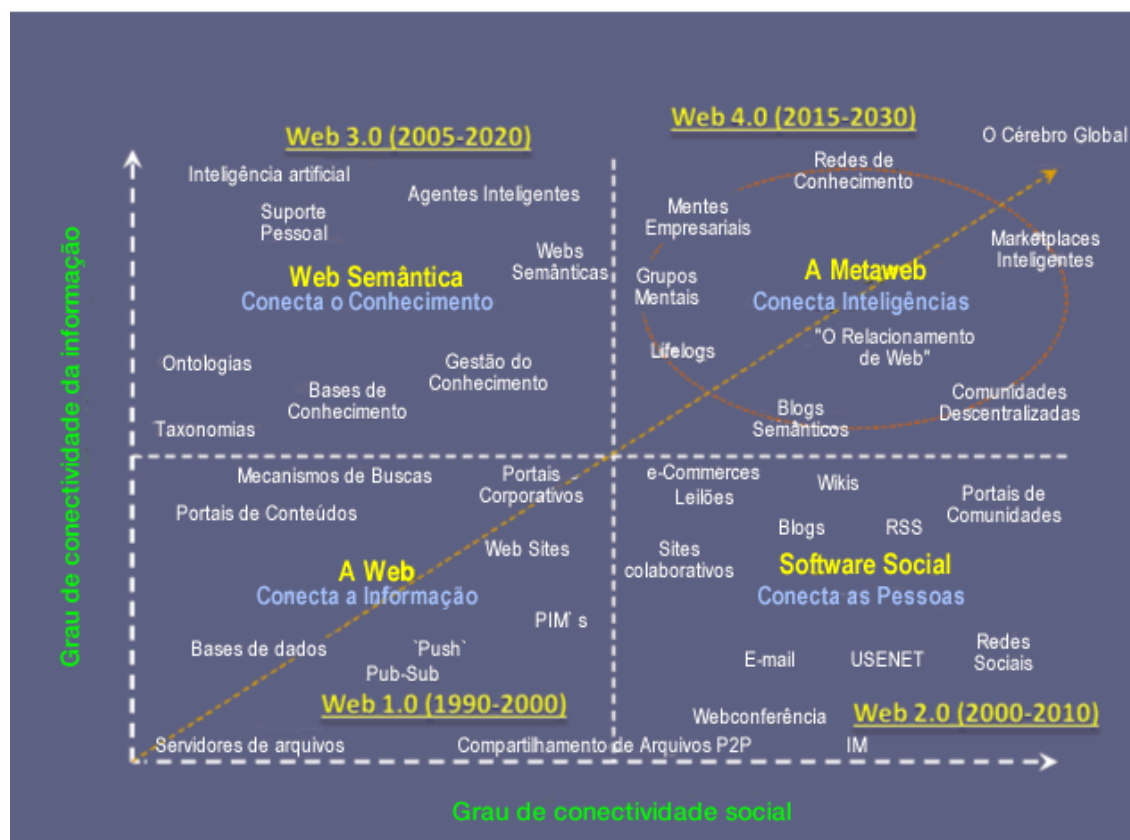 Web 3.0 (2005-2020)
Web 4.0 (2015-2030)
O Cérebro Global
Inteligência artificial
Agentes Inteligentes
Suporte
Pessoal
Webs
Semânticas
Web Semântica
Conecta o Conhecimento
Ontologias
Gestão do
Conhecimento
Bases de
Conhecimento
Taxonomias
Redes de
Conhecimento
Mentes
Empresariais
Marketplaces
Inteligentes
Grupos
Mentais
A Metaweb
Conecta Inteligências
"O Relacionamento
de Web"
Lifelogs
Comunidades
Descentralizadas
Blogs
Semânticos
Mecanismos de Buscas
Portais
Corporativos
Portais de Conteúdos
Web Sites
A Web
Conecta a Informação
PIM`s
Bases de dados
`Push`
Pub-Sub
Web 1.0 (1990-2000)
Servidores de arquivos
Compartilhamento de Arquivos P2P
e-Commerces
Leilões
Wikis
Portais de
Comunidades
Blogs
RSS
Sites
colaborativos
Software Social
Conecta as Pessoas
E-mail
USENET
Redes
Sociais
Webconferência
Web 2.0 (2000-2010)
IM
Grau de conectividade da informação
Grau de conectividade social